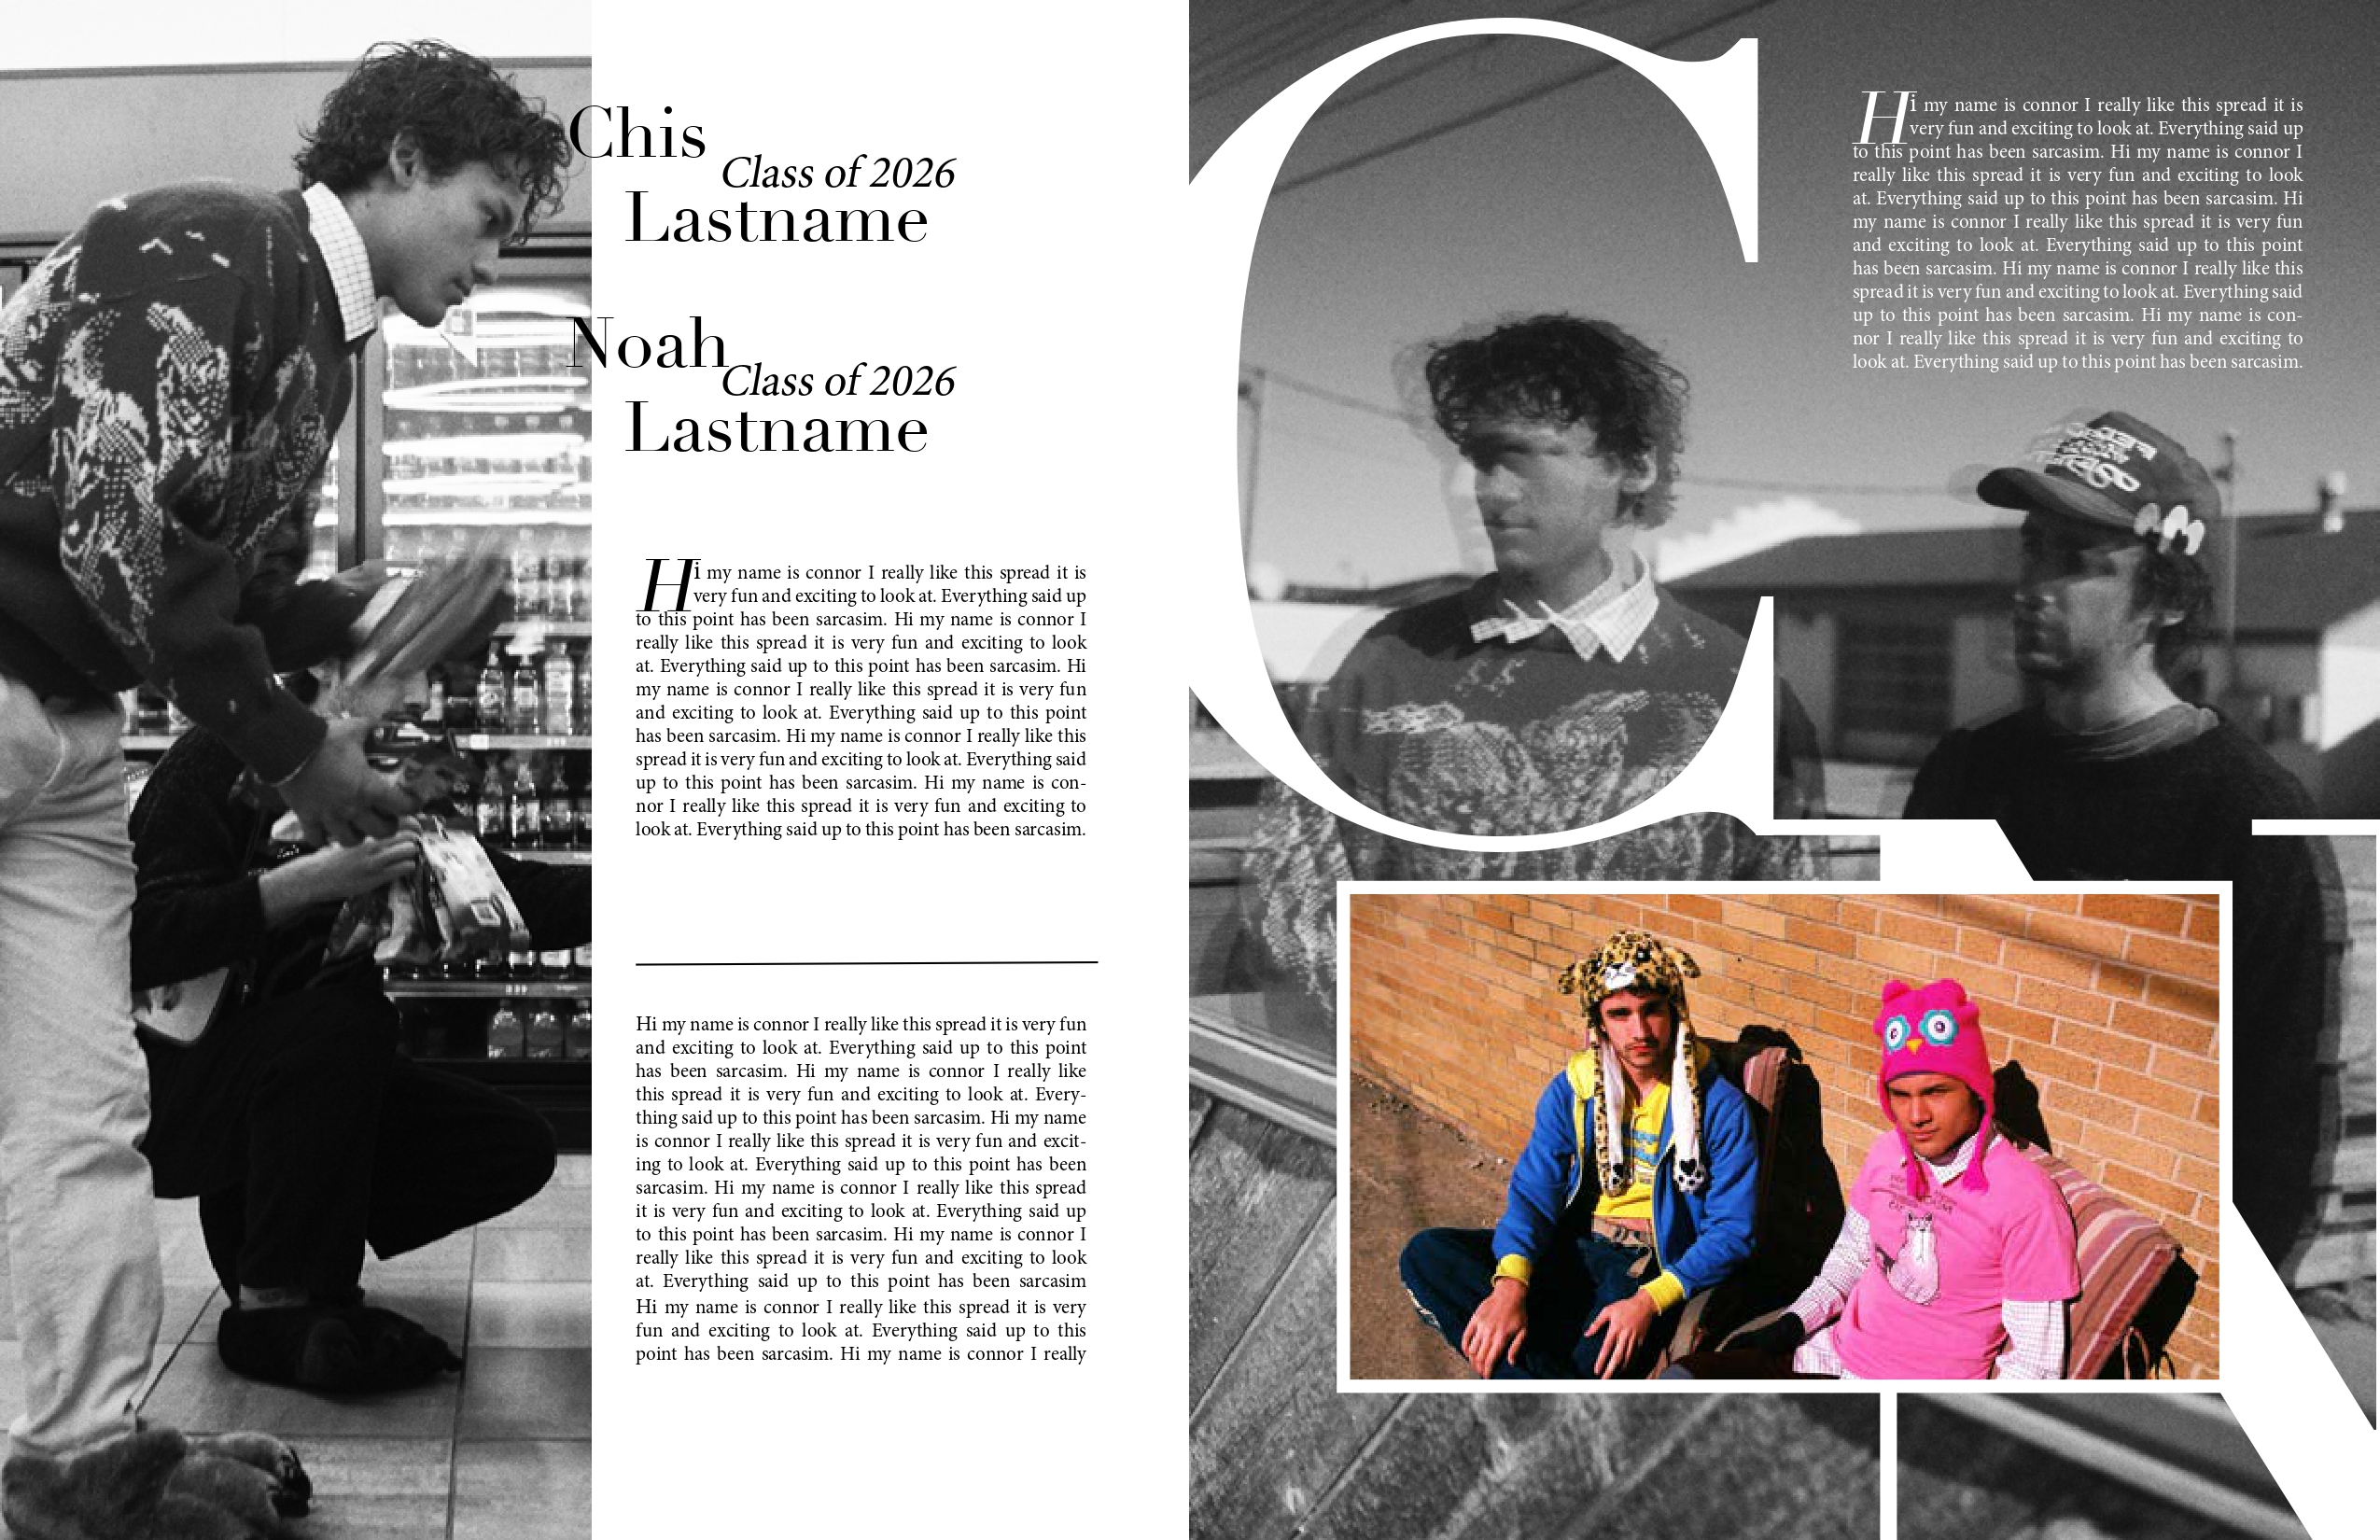 Chis
Class of 2026
Lastname
Noah
Class of 2026
Lastname
Hi my name is connor I really like this spread it is
very fun and exciting to look at. Everything said up
to this point has been sarcasim. Hi my name is connor I
really like this spread it is very fun and exciting to look
at. Everything said up to this point has been sarcasim. Hi
my name is connor I really like this spread it is very fun
and exciting to look at. Everything said up to this point
has been sarcasim. Hi my name is connor I really like this
spread it is very fun and exciting to look at. Everything said
up to this point has been sarcasim. Hi my name is con-
nor I really like this spread it is very fun and exciting to
look at. Everything said up to this point has been sarcasim.
Hi my name is connor I really like this spread it is very fun
and exciting to look at. Everything said up to this point
has been sarcasim. Hi my name is connor I really like
this spread it is very fun and exciting to look at. Every-
thing said up to this point has been sarcasim. Hi my name
is connor I really like this spread it is very fun and excit-
ing to look at. Everything said up to this point has been
sarcasim. Hi my name is connor I really like this spread
it is very fun and exciting to look at. Everything said up
to this point has been sarcasim. Hi my name is connor I
really like this spread it is very fun and exciting to look
at. Everything said up to this point has been sarcasim
Hi my name is connor I really like this spread it is very
fun and exciting to look at. Everything said up to this
point has been sarcasim. Hi my name is connor I really
C
Hi my name is connor I really like this spread it is
very fun and exciting to look at. Everything said up
to this point has been sarcasim. Hi my name is connor I
really like this spread it is very fun and exciting to look
at. Everything said up to this point has been sarcasim. Hi
my name is connor I really like this spread it is very fun
and exciting to look at. Everything said up to this point
has been sarcasim. Hi my name is connor I really like this
spread it is very fun and exciting to look at. Everything said
up to this point has been sarcasim. Hi my name is con-
nor I really like this spread it is very fun and exciting to
look at. Everything said up to this point has been sarcasim.
N